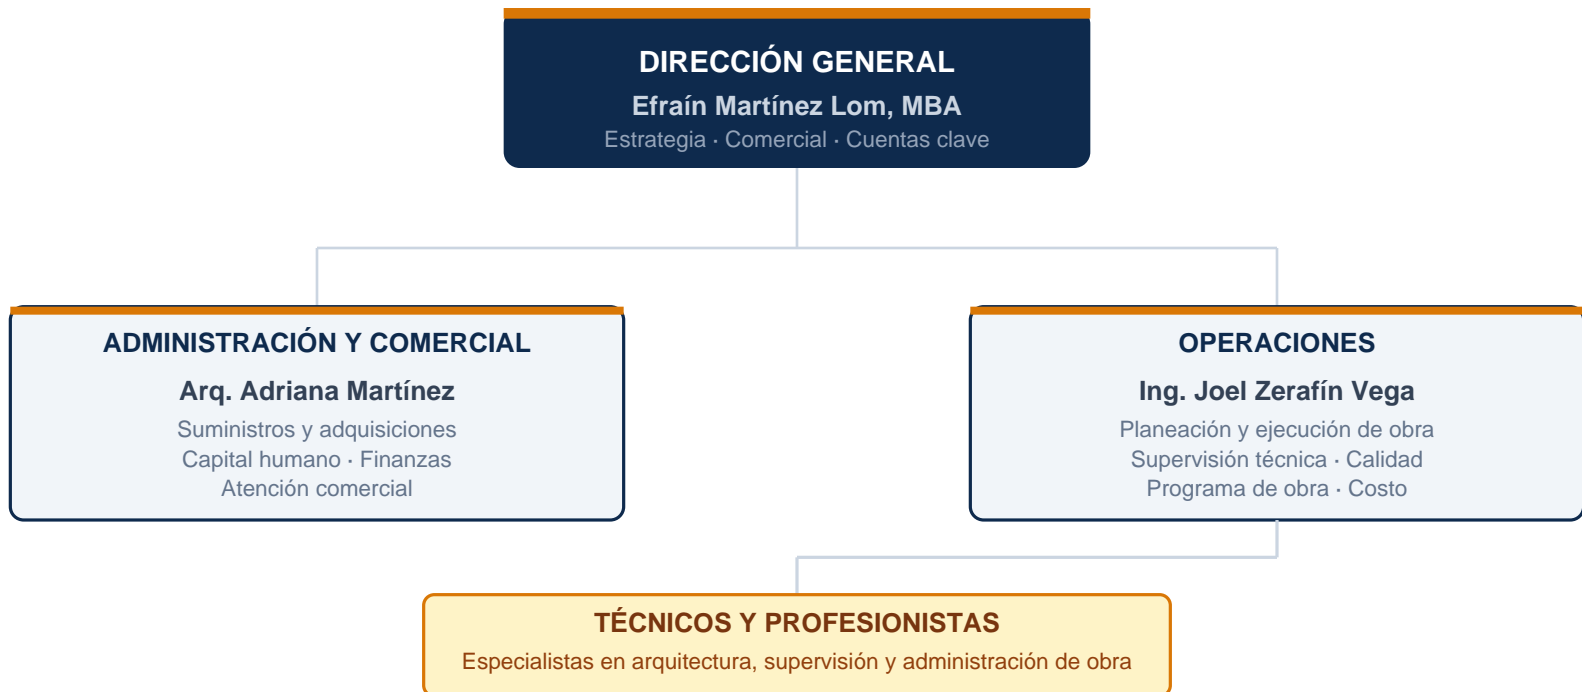 DIRECCIÓN GENERAL
Efraín Martínez Lom, MBA
Estrategia · Comercial · Cuentas clave
ADMINISTRACIÓN Y COMERCIAL
Arq. Adriana Martínez
Suministros y adquisiciones
Capital humano · Finanzas
Atención comercial
OPERACIONES
Ing. Joel Zerafín Vega
Planeación y ejecución de obra
Supervisión técnica · Calidad
Programa de obra · Costo
TÉCNICOS Y PROFESIONISTAS
Especialistas en arquitectura, supervisión y administración de obra